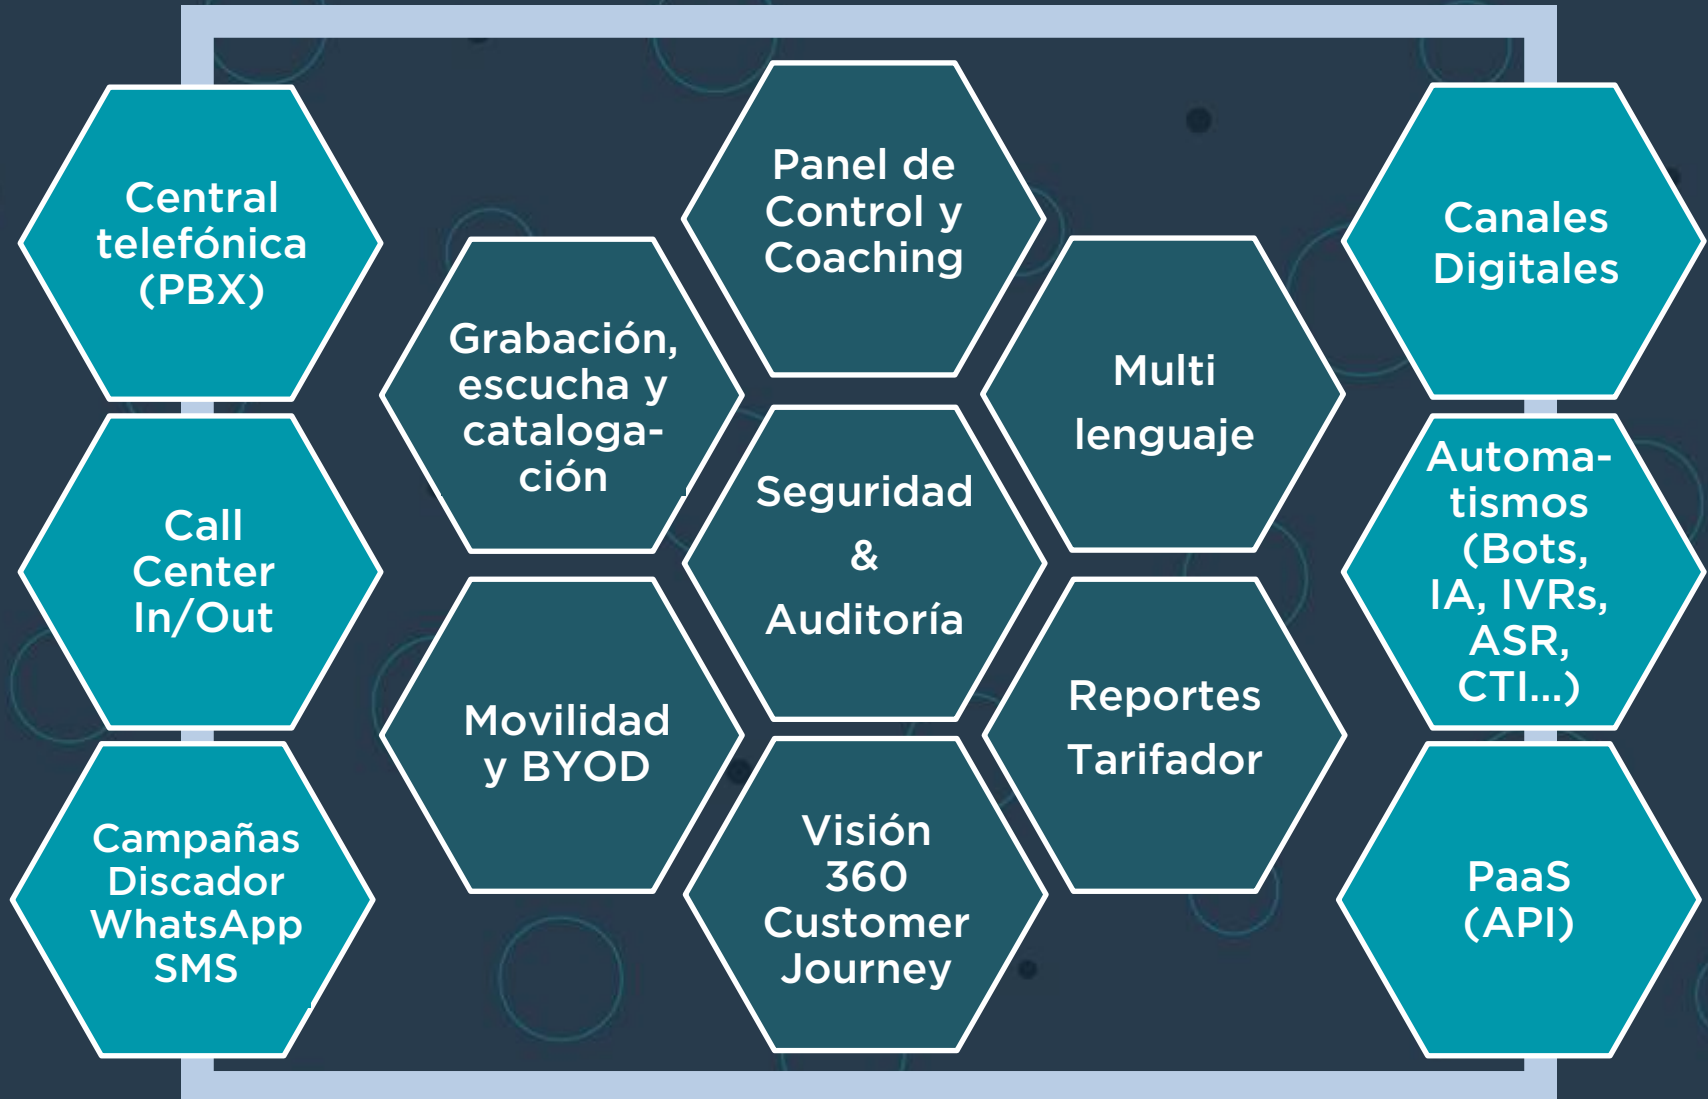 Central
telefónica
(PBX)
Call
Center
In/Out
Campañas
Discador
WhatsApp
SMS
Grabación,
escucha y
cataloga-
ción
Movilidad
y BYOD
Panel de
Control y
Coaching
Seguridad
&
Auditoría
Visión
360
Customer
Journey
Multi
lenguaje
Reportes
Tarifador
Canales
Digitales
Automa-
tismos
(Bots,
IA, IVRs,
ASR,
CTI...)
PaaS
(API)